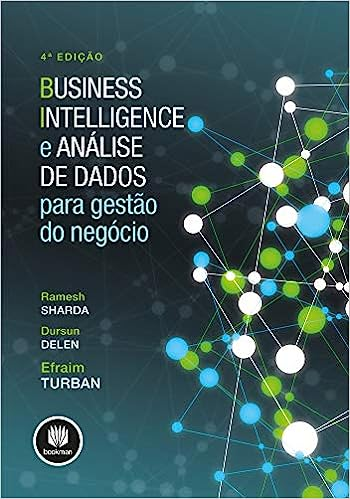 4ª EDIÇÃO
BUSINESS
INTELLIGENCE
e ANÁLISE
DE DADOS
para gestão
do negócio
Ramesh
SHARDA
Dursun
DELEN
Efraim
TURBAN
bookman